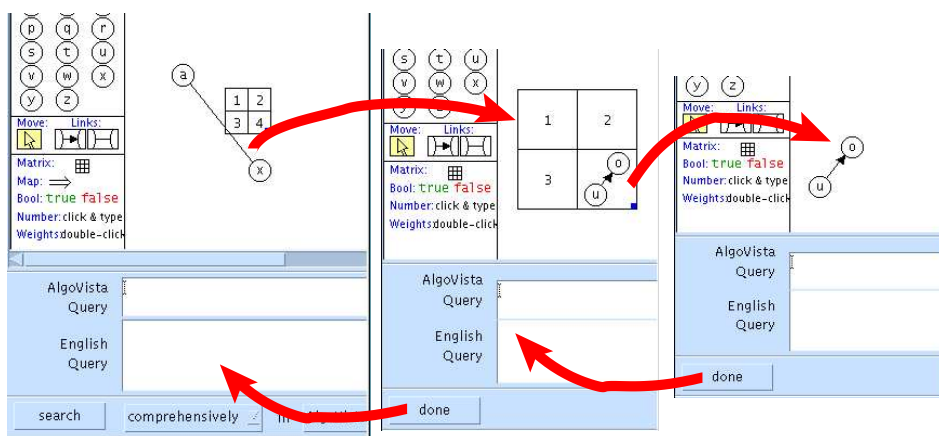 p q r
s t u
v w x
y z
Move: Links:
Matrix:
Map:
Bool: true false
Number: click & type
Weights: double-click
a
1 2
3 4
x
AlgoVista
Query
English
Query
search comprehensively in
s t u
v w x
y z
Move: Links:
Matrix:
Bool: true false
Number: click & type
Weights: double-click
1 2
3
o
u
AlgoVista
Query
English
Query
done
y z
Move: Links:
Matrix:
Bool: true false
Number: click & type
Weights: double-click
o
u
AlgoVista
Query
English
Query
done